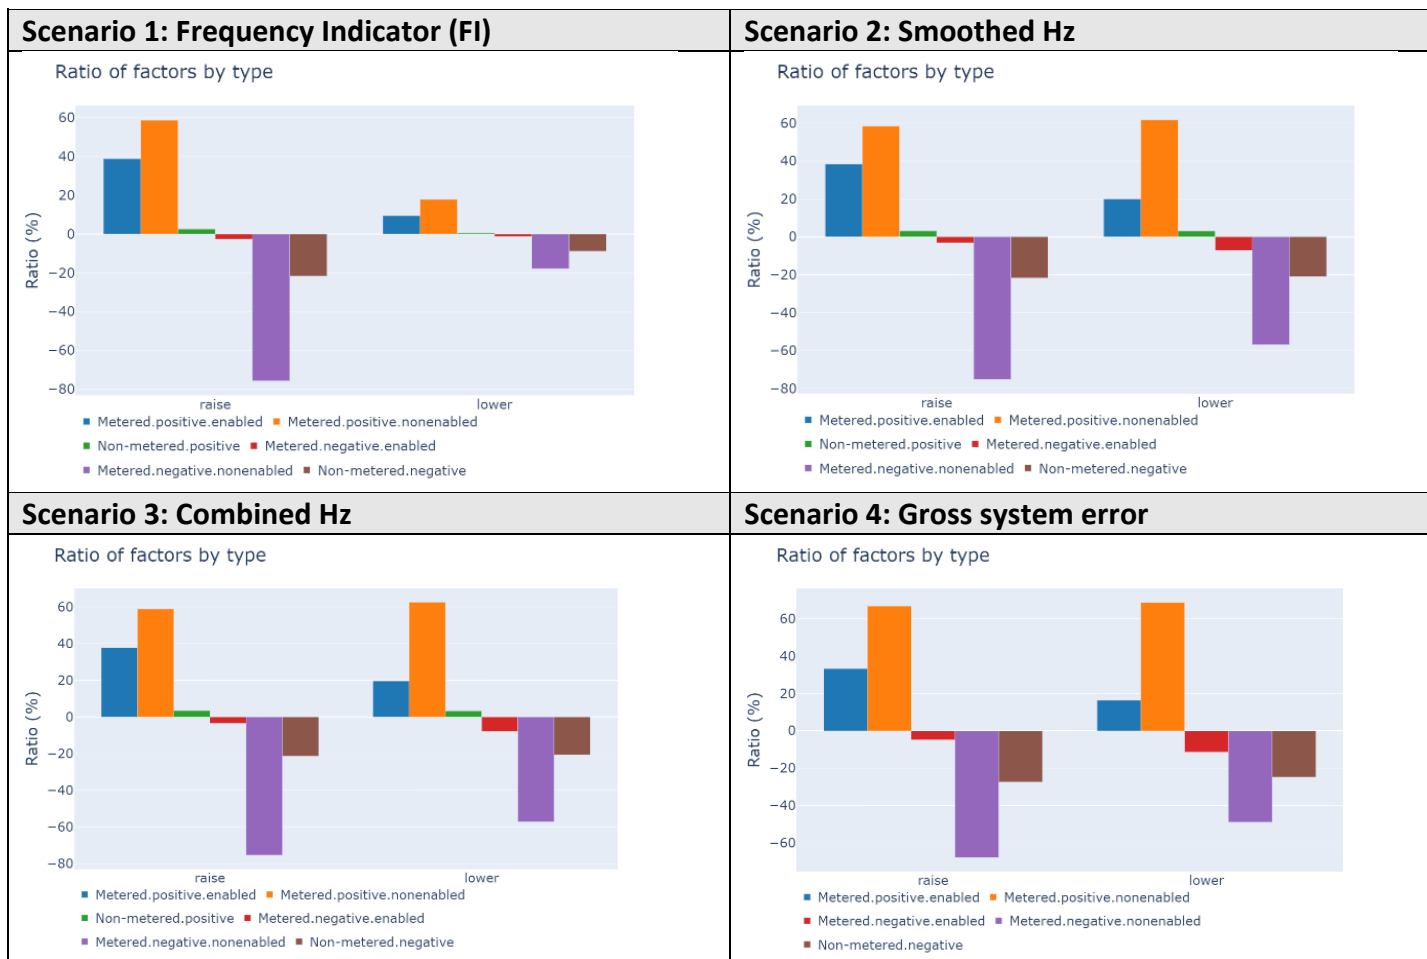 Scenario 1: Frequency Indicator (FI)
Ratio of factors by type
60
40
20
0
−20
−40
−60
−80
Ratio (%)
raise
lower
Metered.positive.enabled
Metered.positive.nonenabled
Non-metered.positive
Metered.negative.enabled
Metered.negative.nonenabled
Non-metered.negative
Scenario 2: Smoothed Hz
Ratio of factors by type
60
40
20
0
−20
−40
−60
−80
Ratio (%)
raise
lower
Metered.positive.enabled
Metered.positive.nonenabled
Non-metered.positive
Metered.negative.enabled
Metered.negative.nonenabled
Non-metered.negative
Scenario 3: Combined Hz
Ratio of factors by type
60
40
20
0
−20
−40
−60
−80
Ratio (%)
raise
lower
Metered.positive.enabled
Metered.positive.nonenabled
Non-metered.positive
Metered.negative.enabled
Metered.negative.nonenabled
Non-metered.negative
Scenario 4: Gross system error
Ratio of factors by type
60
40
20
0
−20
−40
−60
Ratio (%)
raise
lower
Metered.positive.enabled
Metered.positive.nonenabled
Metered.negative.enabled
Metered.negative.nonenabled
Non-metered.negative